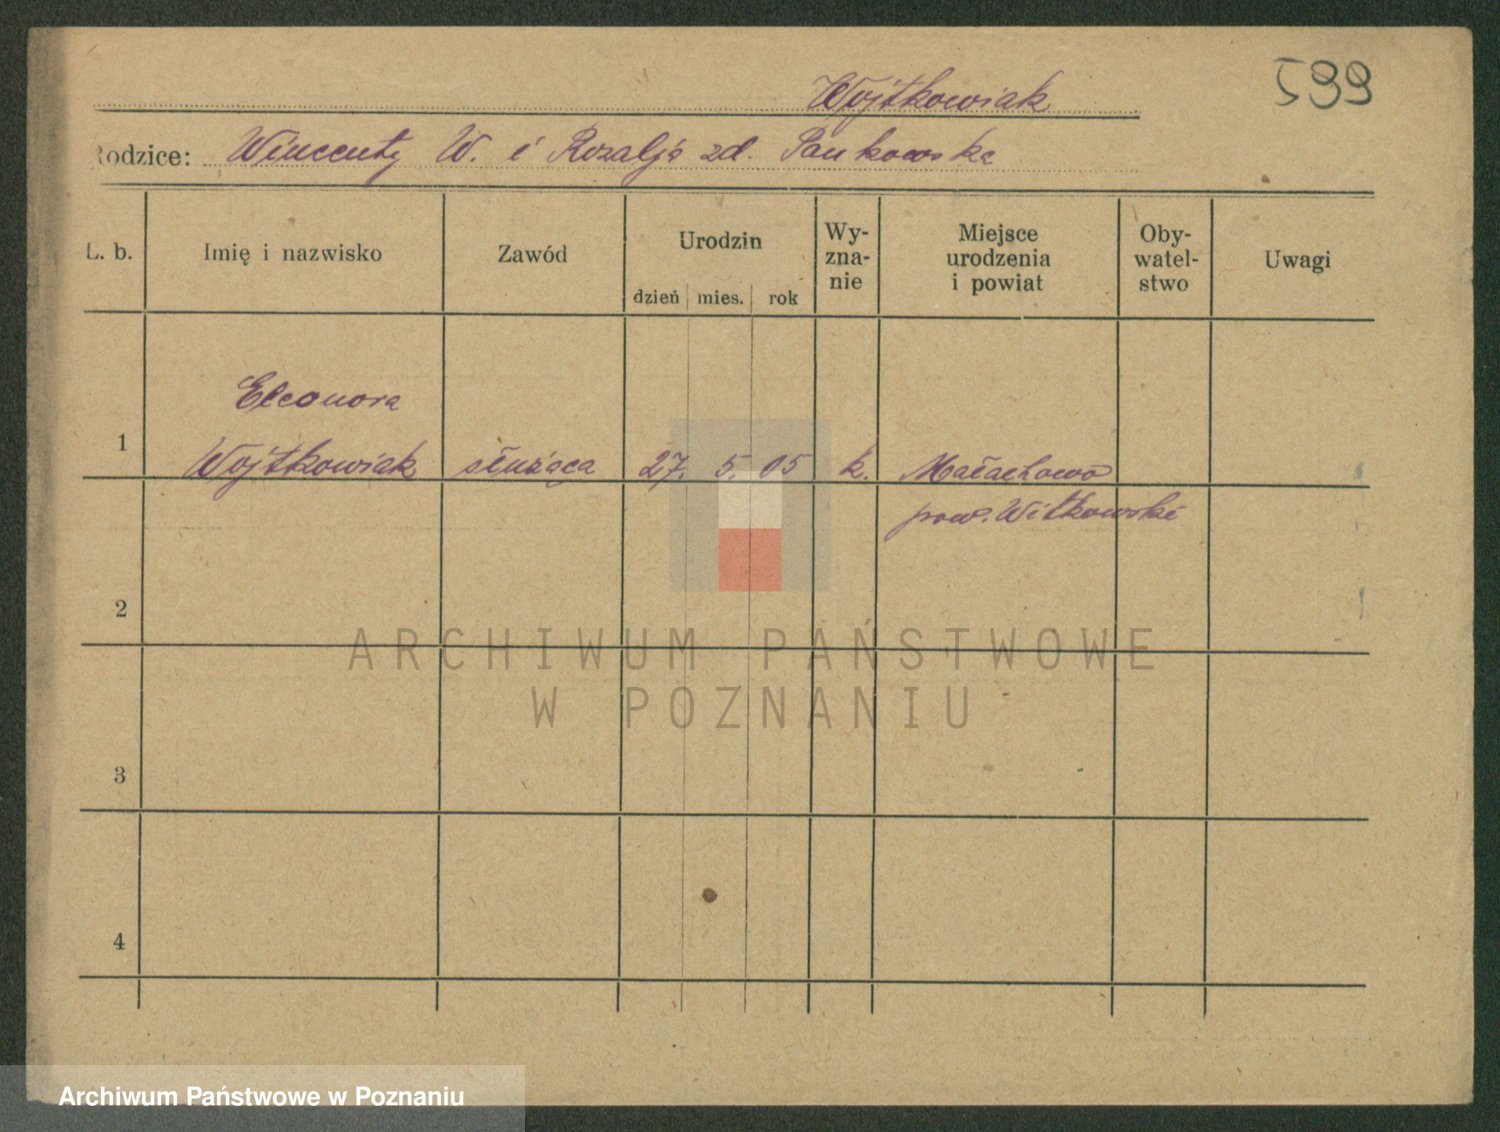 599
Wojtkowiak
Rodzice: Wincenty W. i Rozalja zd. Pankowska
L. b. Imię i nazwisko Zawód Urodzin dzień mies. rok Wy-zna-nie Miejsce urodzenia i powiat Oby-watel-stwo Uwagi
Eleonora
1 Wojtkowiak służąca 27. 5. 05 k. Małachowo
pow. Witkowski
2
3
4
ARCHIWUM PAŃSTWOWE
W POZNANIU
Archiwum Państwowe w Poznaniu